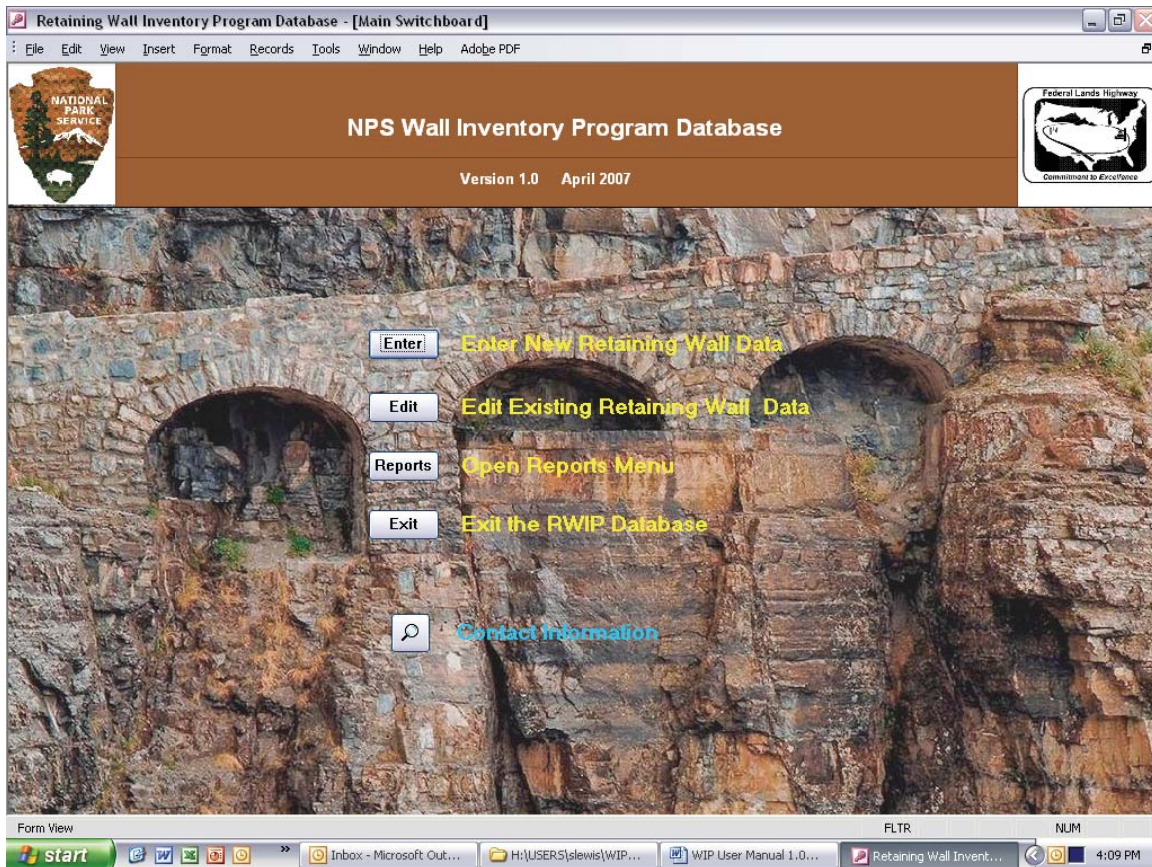 Retaining Wall Inventory Program Database - [Main Switchboard]
File Edit View Insert Format Records Tools Window Help Adobe PDF
NATIONAL
PARK
SERVICE
Federal Lands Highway
Commitment to Excellence
NPS Wall Inventory Program Database
Version 1.0 April 2007
Enter Enter New Retaining Wall Data
Edit Edit Existing Retaining Wall Data
Reports Open Reports Menu
Exit Exit the RWIP Database
Contact Information
Form View FLTR NUM
start » Inbox - Microsoft Out... H:\USERS\slewis\WIP... WIP User Manual 1.0... Retaining Wall Invent... 4:09 PM